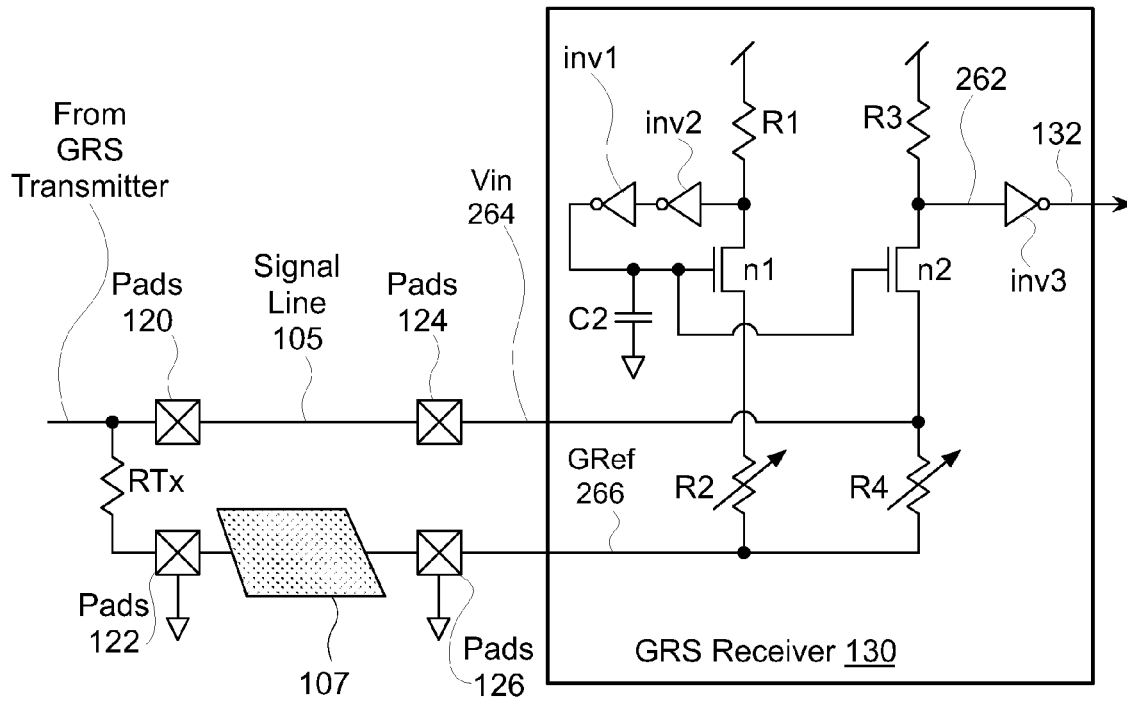 From
GRS
Transmitter
inv1
inv2
R1
R3
262
132
Vin
264
Pads
120
Signal
Line
105
Pads
124
n1
n2
inv3
C2
RTx
GRef
266
R2
R4
Pads
122
107
Pads
126
GRS Receiver 130